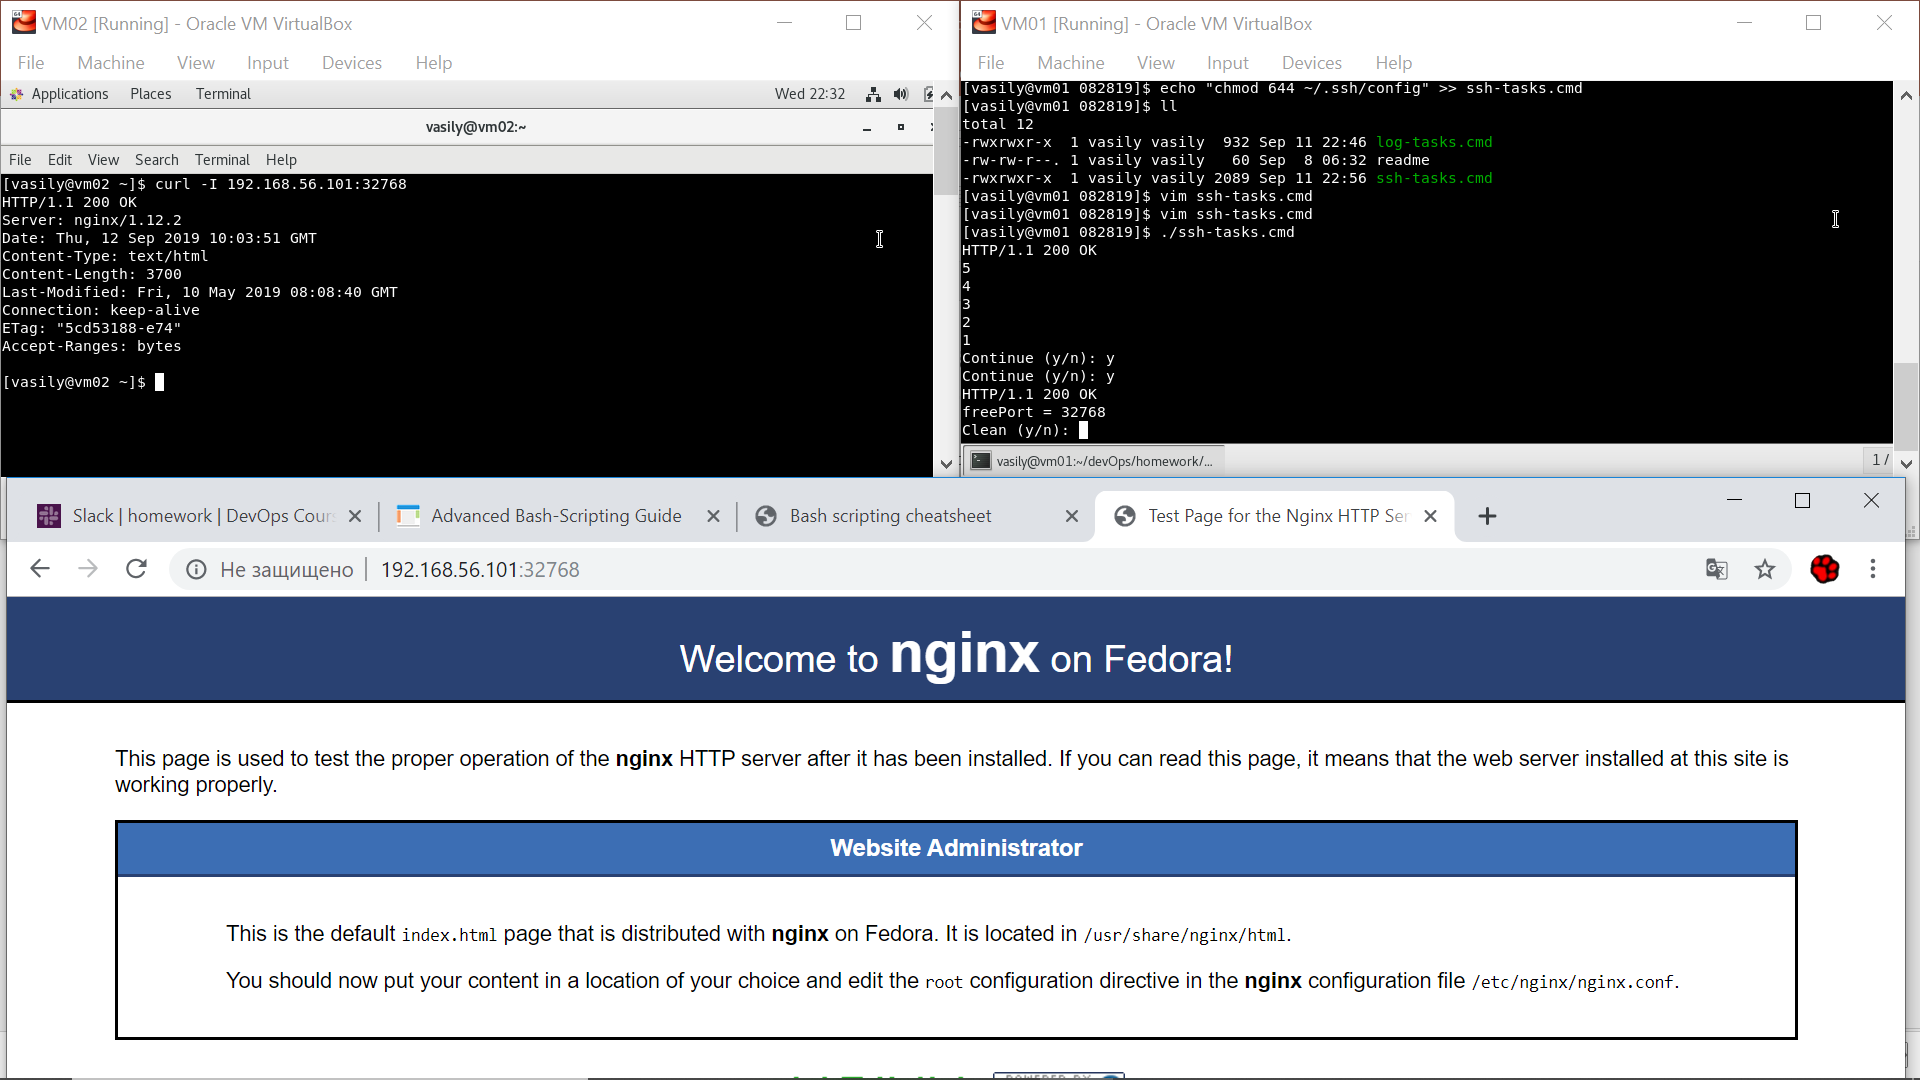 VM02 [Running] - Oracle VM VirtualBox
File Machine View Input Devices Help
Applications Places Terminal Wed 22:32
vasily@vm02:~
File Edit View Search Terminal Help
[vasily@vm02 ~]$ curl -I 192.168.56.101:32768
HTTP/1.1 200 OK
Server: nginx/1.12.2
Date: Thu, 12 Sep 2019 10:03:51 GMT
Content-Type: text/html
Content-Length: 3700
Last-Modified: Fri, 10 May 2019 08:08:40 GMT
Connection: keep-alive
ETag: "5cd53188-e74"
Accept-Ranges: bytes
[vasily@vm02 ~]$
VM01 [Running] - Oracle VM VirtualBox
File Machine View Input Devices Help
[vasily@vm01 082819]$ echo "chmod 644 ~/.ssh/config" >> ssh-tasks.cmd
[vasily@vm01 082819]$ ll
total 12
-rwxrwxr-x 1 vasily vasily 932 Sep 11 22:46 log-tasks.cmd
-rw-rw-r--. 1 vasily vasily 60 Sep 8 06:32 readme
-rwxrwxr-x 1 vasily vasily 2089 Sep 11 22:56 ssh-tasks.cmd
[vasily@vm01 082819]$ vim ssh-tasks.cmd
[vasily@vm01 082819]$ vim ssh-tasks.cmd
[vasily@vm01 082819]$ ./ssh-tasks.cmd
HTTP/1.1 200 OK
5
4
3
2
1
Continue (y/n): y
Continue (y/n): y
HTTP/1.1 200 OK
freePort = 32768
Clean (y/n):
vasily@vm01:~/devOps/homework/... 1 /
Slack | homework | DevOps Cour Advanced Bash-Scripting Guide Bash scripting cheatsheet Test Page for the Nginx HTTP Ser
Не защищено 192.168.56.101:32768
Welcome to nginx on Fedora!
This page is used to test the proper operation of the nginx HTTP server after it has been installed. If you can read this page, it means that the web server installed at this site is
working properly.
Website Administrator
This is the default index.html page that is distributed with nginx on Fedora. It is located in /usr/share/nginx/html.
You should now put your content in a location of your choice and edit the root configuration directive in the nginx configuration file /etc/nginx/nginx.conf.